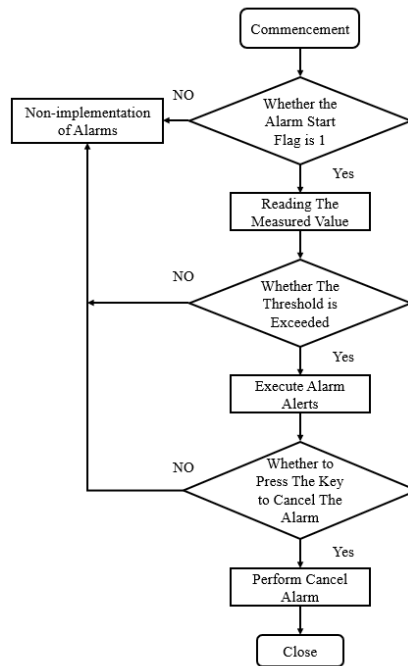 Commencement
NO
Whether the
Alarm Start
Flag is 1
Non-implementation
of Alarms
Yes
Reading The
Measured Value
NO
Whether The
Threshold is
Exceeded
Yes
Execute Alarm
Alerts
NO
Whether to
Press The Key
to Cancel The
Alarm
Yes
Perform Cancel
Alarm
Close